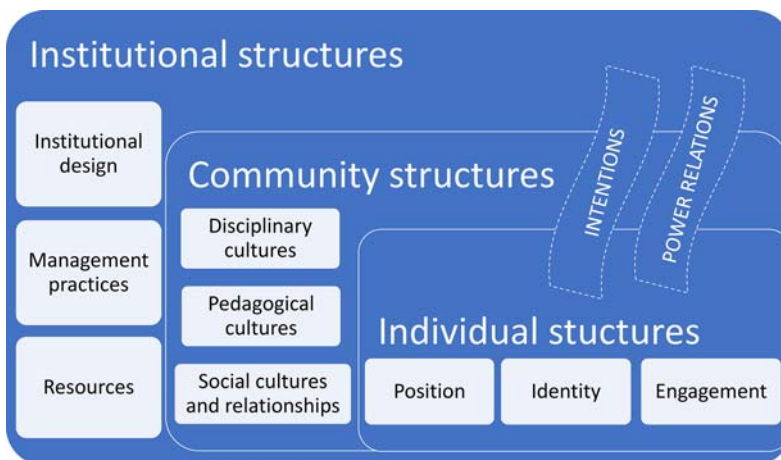 Institutional structures
Institutional
design
Management
practices
Resources
Community structures
Disciplinary
cultures
Pedagogical
cultures
Social cultures
and relationships
Individual stuctures
Position
Identity
Engagement
INTENTIONS
POWER RELATIONS